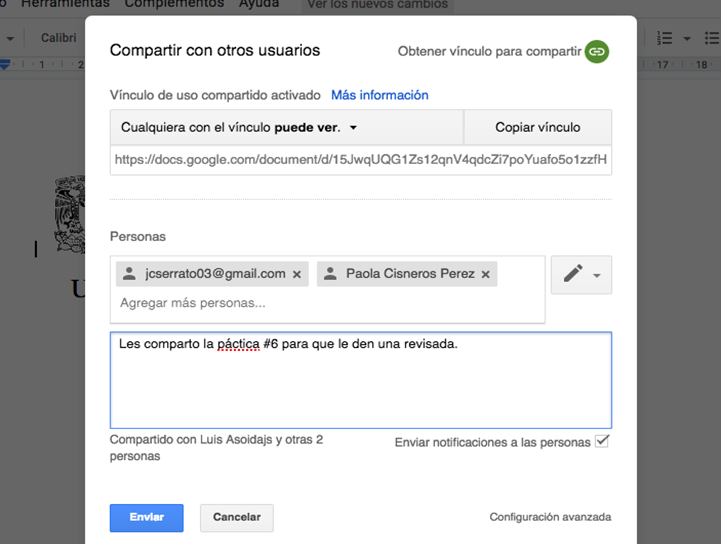 Herramientas Complementos Ayuda Ver los nuevos cambios
Calibri
1 2 17 18
Compartir con otros usuarios Obtener vínculo para compartir
Vínculo de uso compartido activado Más información
Cualquiera con el vínculo puede ver. Copiar vínculo
https://docs.google.com/document/d/15JwqUQG1Zs12qnV4qdcZi7poYuafo5o1zzfH
Personas
jcserrato03@gmail.com × Paola Cisneros Perez ×
Agregar más personas...
U
Les comparto la páctica #6 para que le den una revisada.
Compartido con Luis Asoidajs y otras 2 Enviar notificaciones a las personas
personas
Enviar Cancelar Configuración avanzada